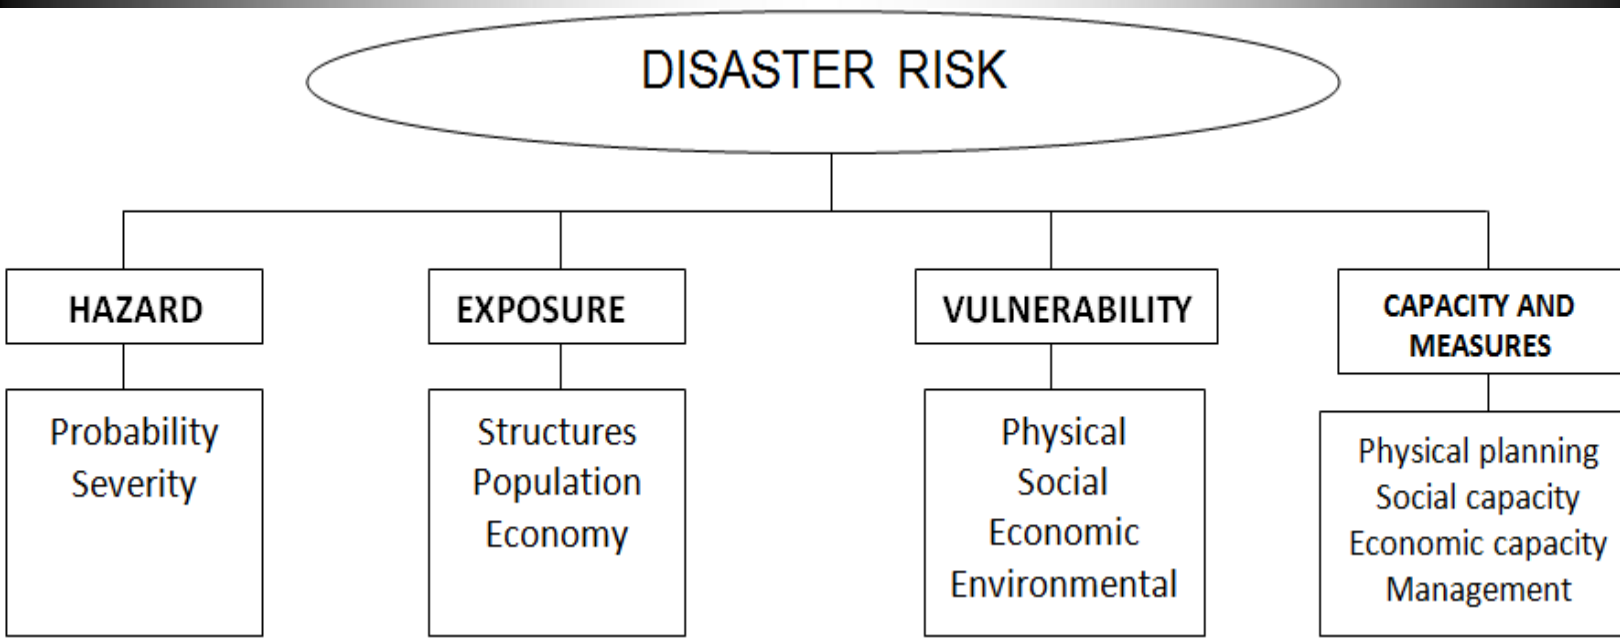 DISASTER RISK
HAZARD
Probability
Severity
EXPOSURE
Structures
Population
Economy
VULNERABILITY
Physical
Social
Economic
Environmental
CAPACITY AND
MEASURES
Physical planning
Social capacity
Economic capacity
Management